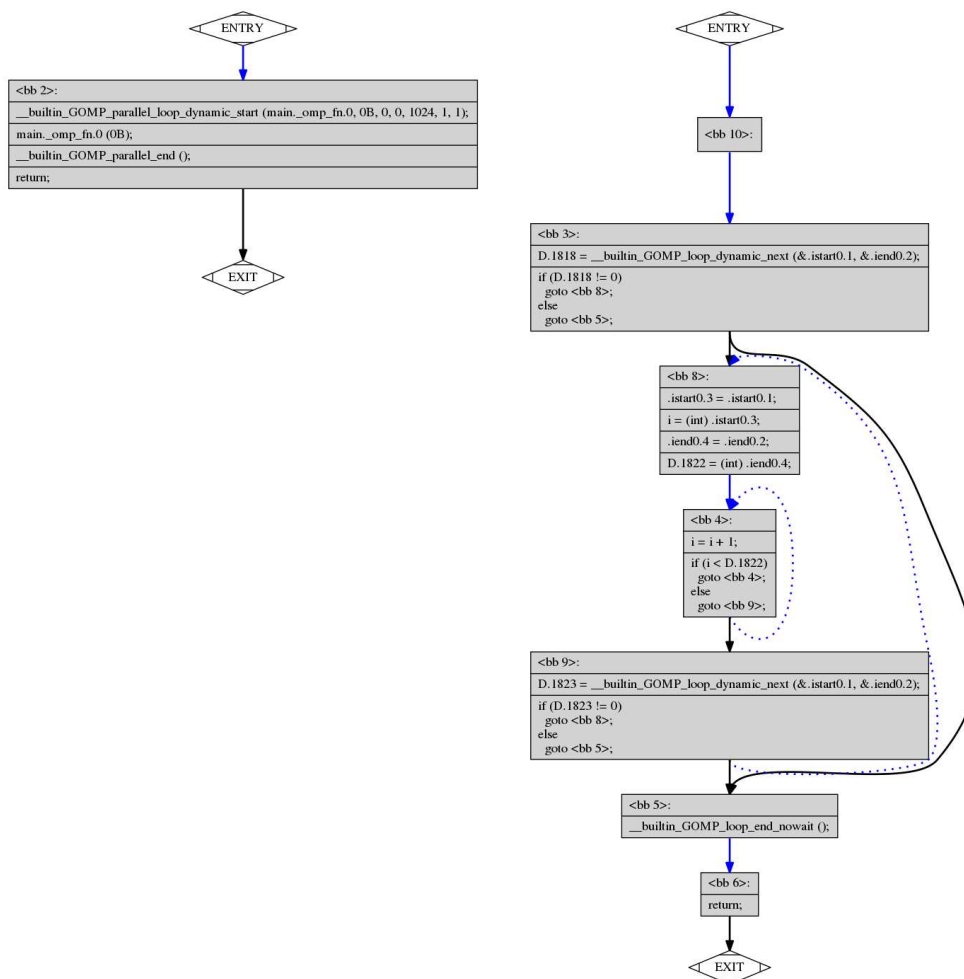 ENTRY
<bb 2>:
__builtin_GOMP_parallel_loop_dynamic_start (main._omp_fn.0, 0B, 0, 0, 1024, 1, 1);
main._omp_fn.0 (0B);
__builtin_GOMP_parallel_end ();
return;
EXIT
ENTRY
<bb 10>:
<bb 3>:
D.1818 = __builtin_GOMP_loop_dynamic_next (&.istart0.1, &.iend0.2);
if (D.1818 != 0)
goto <bb 8>;
else
goto <bb 5>;
<bb 8>:
.istart0.3 = .istart0.1;
i = (int) .istart0.3;
.iend0.4 = .iend0.2;
D.1822 = (int) .iend0.4;
<bb 4>:
i = i + 1;
if (i < D.1822)
goto <bb 4>;
else
goto <bb 9>;
<bb 9>:
D.1823 = __builtin_GOMP_loop_dynamic_next (&.istart0.1, &.iend0.2);
if (D.1823 != 0)
goto <bb 8>;
else
goto <bb 5>;
<bb 5>:
__builtin_GOMP_loop_end_nowait ();
<bb 6>:
return;
EXIT